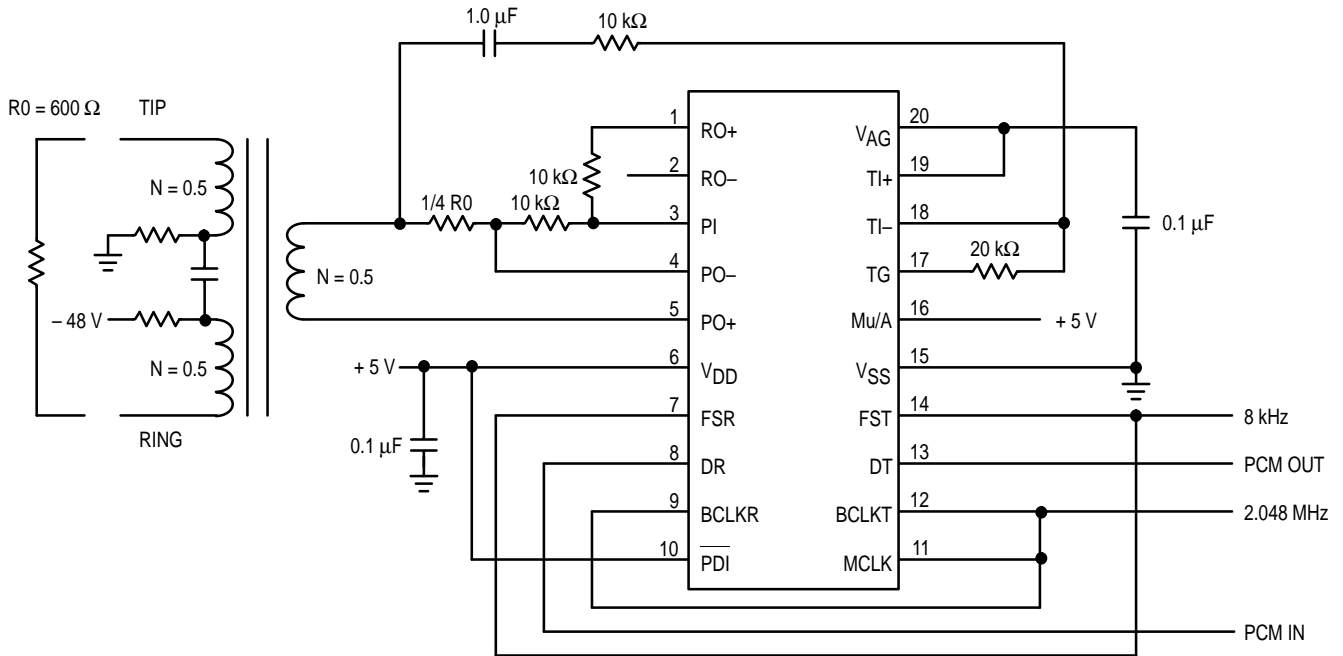 1.0 µF
10 kΩ
R0 = 600 Ω
TIP
N = 0.5
– 48 V
N = 0.5
RING
N = 0.5
1/4 R0
10 kΩ
10 kΩ
+ 5 V
0.1 µF
1 RO+
2 RO–
3 PI
4 PO–
5 PO+
6 VDD
7 FSR
8 DR
9 BCLKR
10 PDI
VAG 20
TI+ 19
TI– 18
TG 17
Mu/A 16
VSS 15
FST 14
DT 13
BCLKT 12
MCLK 11
20 kΩ
0.1 µF
+ 5 V
8 kHz
PCM OUT
2.048 MHz
PCM IN